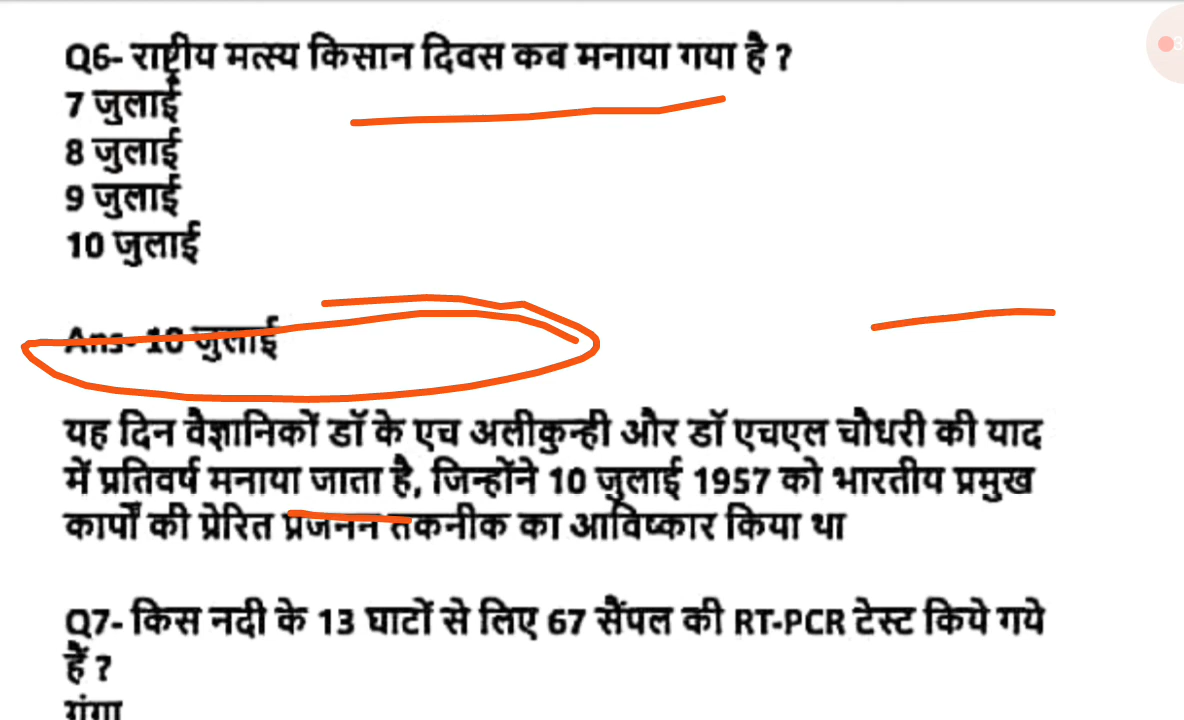 Q6- राष्ट्रीय मत्स्य किसान दिवस कब मनाया गया है ?
7 जुलाई
8 जुलाई
9 जुलाई
10 जुलाई
Ans- 10 जुलाई
यह दिन वैज्ञानिकों डॉ के एच अलीकुन्ही और डॉ एचएल चौधरी की याद
में प्रतिवर्ष मनाया जाता है, जिन्होंने 10 जुलाई 1957 को भारतीय प्रमुख
कार्पों की प्रेरित प्रजनन तकनीक का आविष्कार किया था
Q7- किस नदी के 13 घाटों से लिए 67 सैंपल की RT-PCR टेस्ट किये गये
हैं ?
गंगा